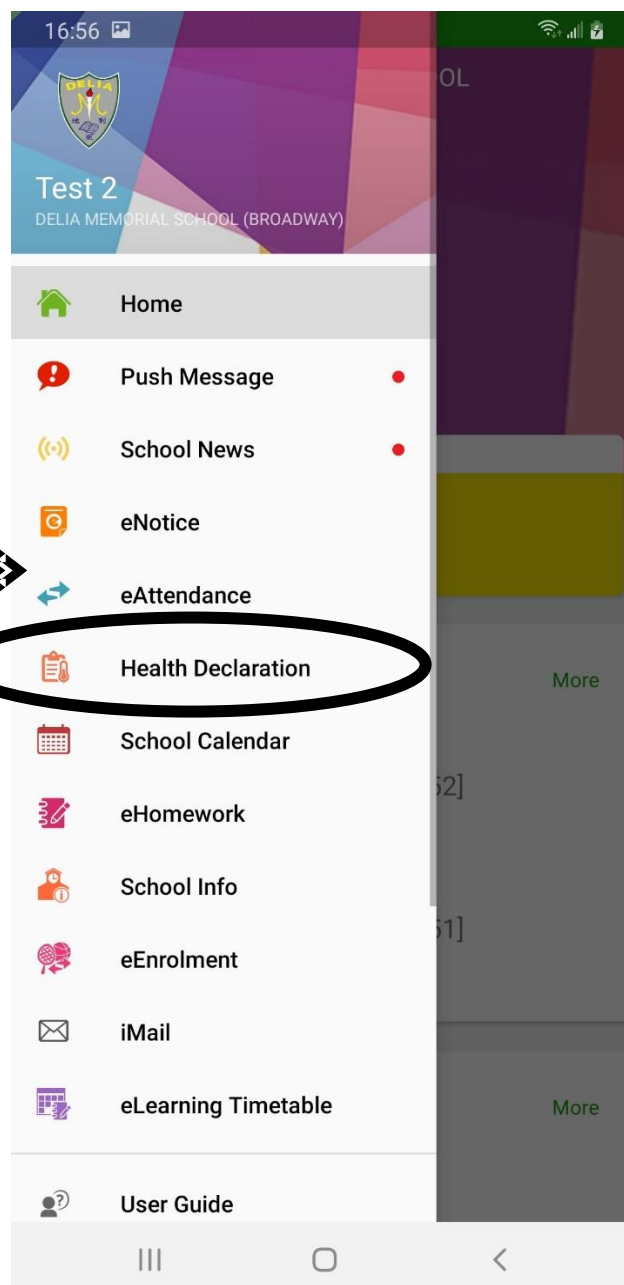 16:56
OL
DELIA
Test 2
DELIA MEMORIAL SCHOOL (BROADWAY)
Home
Push Message
School News
eNotice
eAttendance
Health Declaration
More
School Calendar
52]
eHomework
School Info
51]
eEnrolment
iMail
eLearning Timetable
More
User Guide